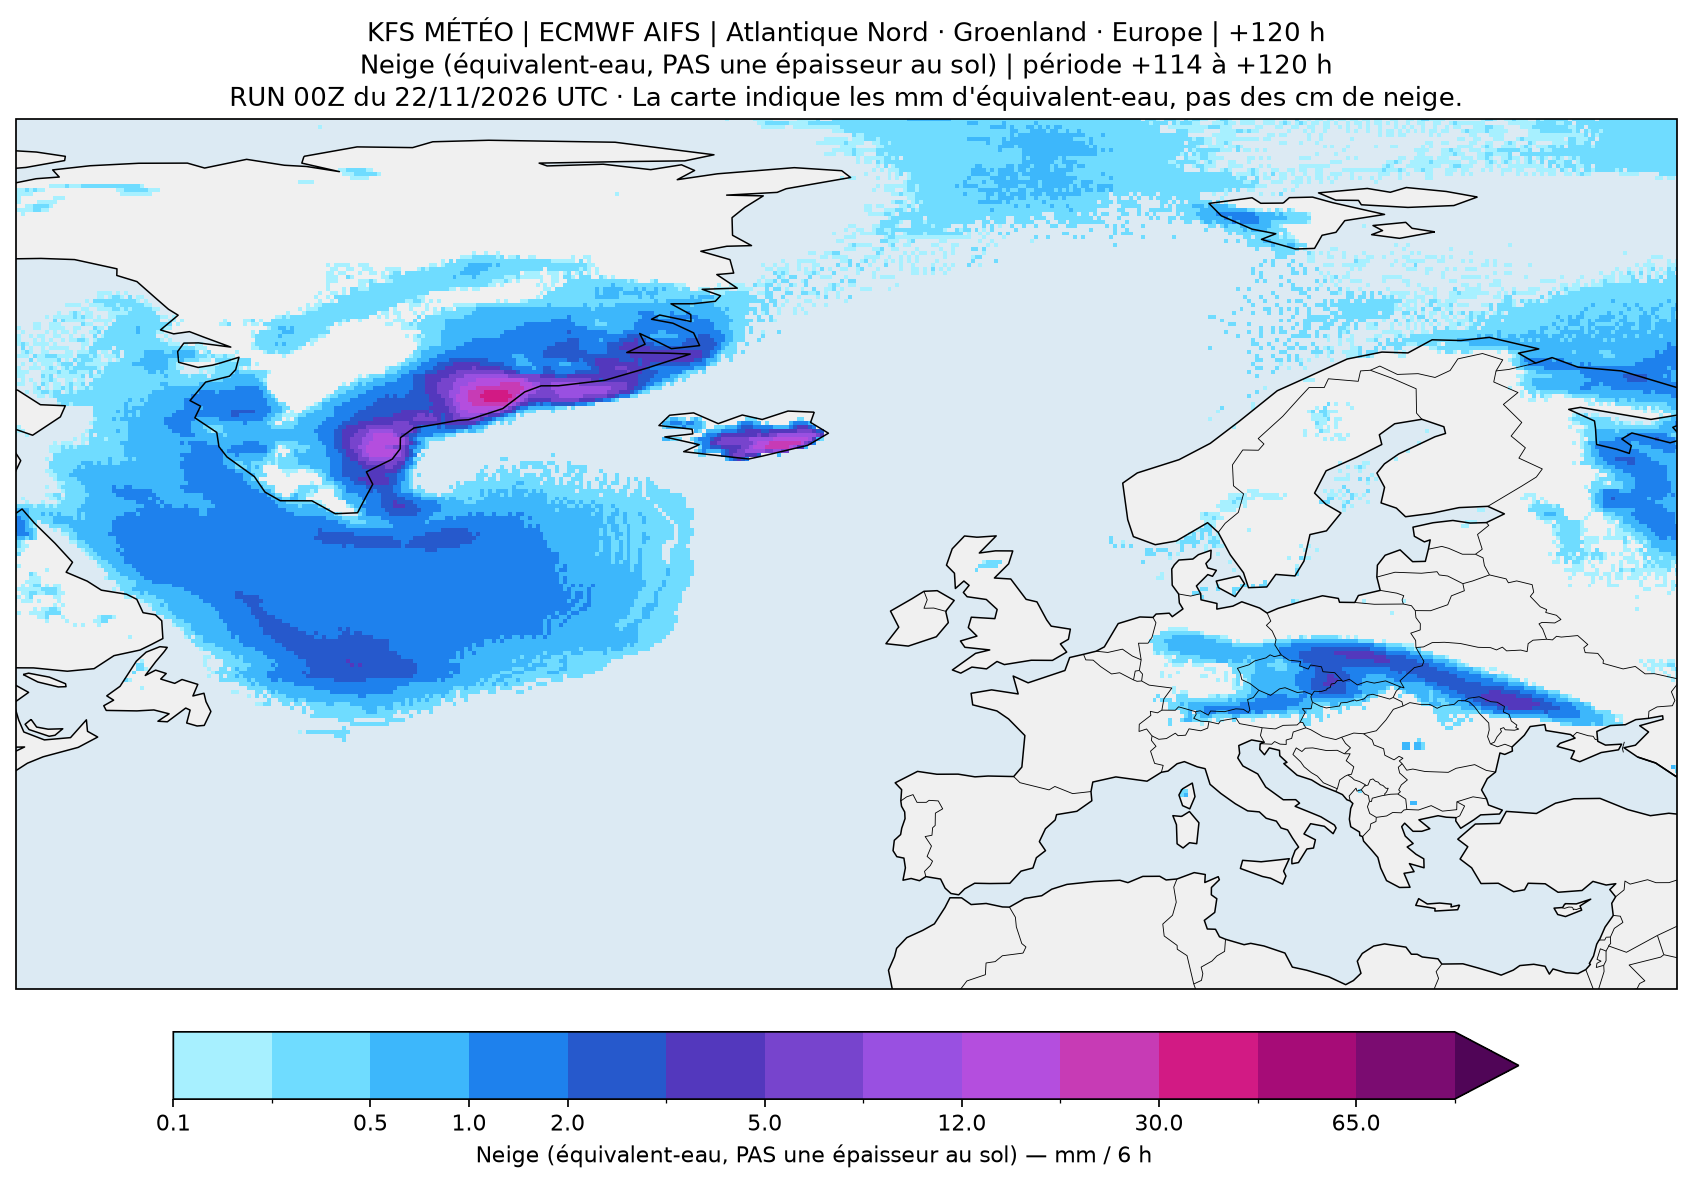 KFS MÉTÉO | ECMWF AIFS | Atlantique Nord · Groenland · Europe | +120 h
Neige (équivalent-eau, PAS une épaisseur au sol) | période +114 à +120 h
RUN 00Z du 22/11/2026 UTC · La carte indique les mm d'équivalent-eau, pas des cm de neige.
0.1 0.5 1.0 2.0 5.0 12.0 30.0 65.0
Neige (équivalent-eau, PAS une épaisseur au sol) — mm / 6 h